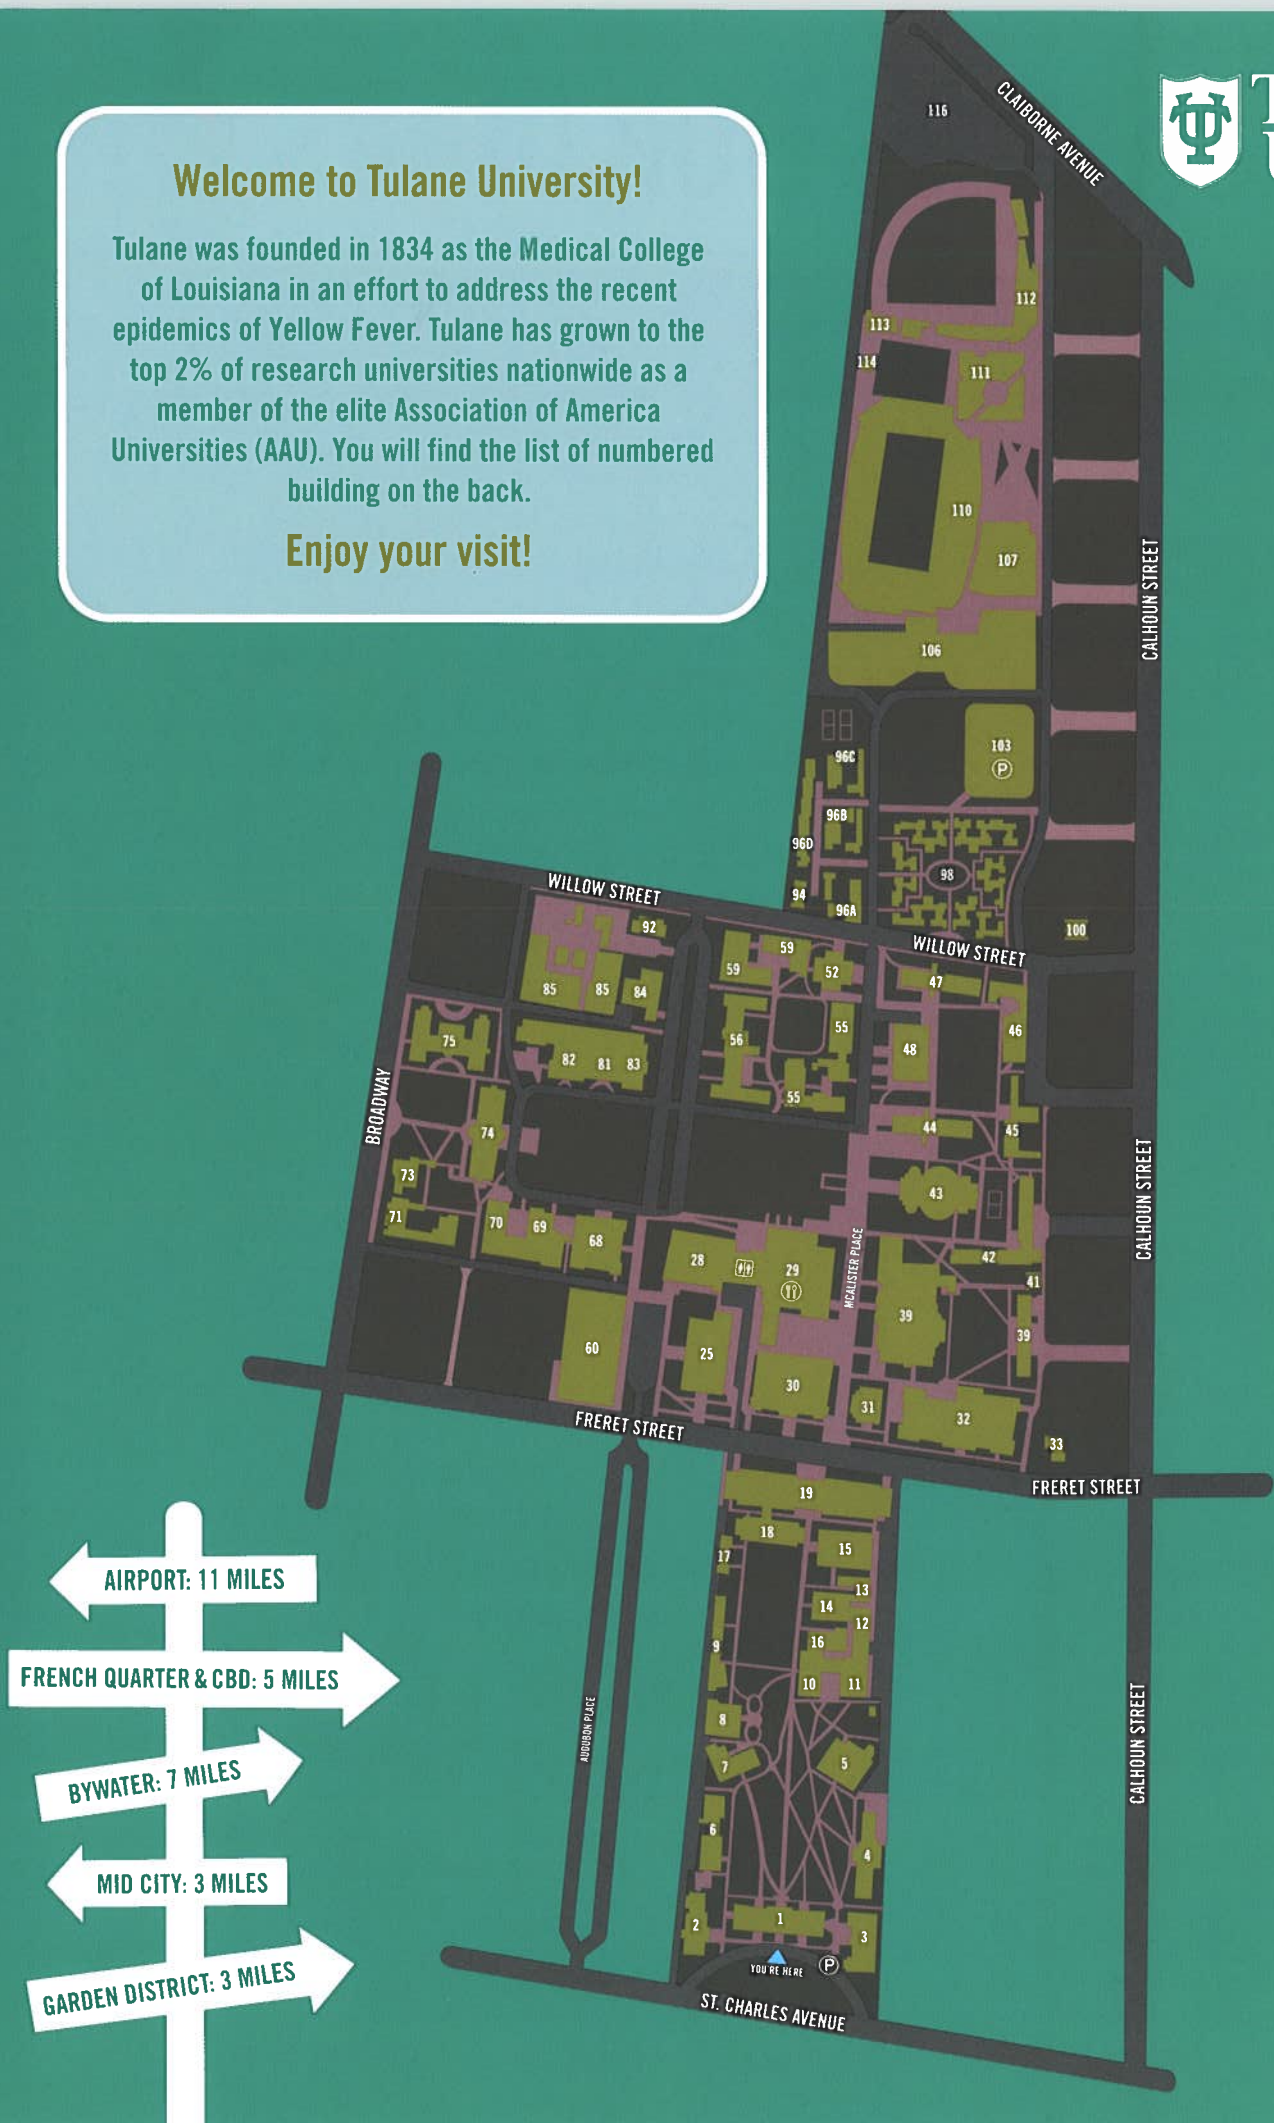 Welcome to Tulane University!
Tulane was founded in 1834 as the Medical College
of Louisiana in an effort to address the recent
epidemics of Yellow Fever. Tulane has grown to the
top 2% of research universities nationwide as a
member of the elite Association of America
Universities (AAU). You will find the list of numbered
building on the back.
Enjoy your visit!
116
CLAIBORNE AVENUE
112
113
114
111
110
107
CALHOUN STREET
106
103
P
96C
96B
96D
98
94
96A
100
WILLOW STREET
WILLOW STREET
92
59
59
52
47
85
85
84
46
55
56
48
75
82
81
83
55
44
45
BROADWAY
74
43
73
71
70
69
68
CALHOUN STREET
MCALISTER PLACE
28
29
42
41
39
39
60
25
30
31
32
33
FRERET STREET
FRERET STREET
19
18
17
15
13
14
12
16
9
10
11
8
7
5
AUDUBON PLACE
CALHOUN STREET
6
4
2
1
3
YOU'RE HERE
P
ST. CHARLES AVENUE
AIRPORT: 11 MILES
FRENCH QUARTER & CBD: 5 MILES
BYWATER: 7 MILES
MID CITY: 3 MILES
GARDEN DISTRICT: 3 MILES